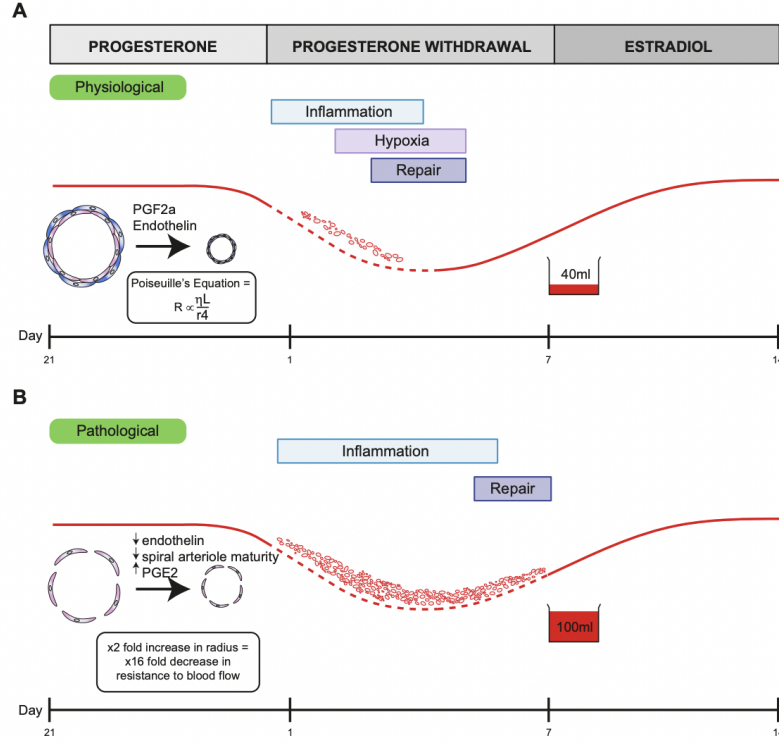 A
PROGESTERONE
PROGESTERONE WITHDRAWAL
ESTRADIOL
Physiological
Inflammation
Hypoxia
Repair
PGF2a
Endothelin
Poiseuille's Equation =
R ∝ ηL
r4
40ml
Day
21
1
7
14
B
Pathological
Inflammation
Repair
↓ endothelin
↓ spiral arteriole maturity
↑ PGE2
x2 fold increase in radius =
x16 fold decrease in
resistance to blood flow
100ml
Day
21
1
7